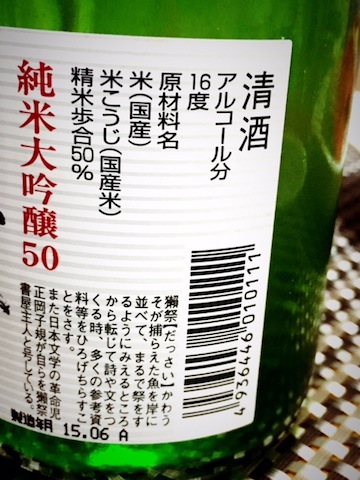 清酒
アルコール分
16度
原材料名
米(国産)
米こうじ(国産米)
精米歩合50%
純米大吟醸50
4936446010111
獺祭【だっさい】かわう
そが捕らえた魚を岸に
並べて、まるで祭をす
るようにみえるところ
から転じて詩や文をつ
くる時、多くの参考資
料等をひろげちらすこ
とをさす。
また日本文学の革命児
正岡子規が自らを獺祭
書屋主人と号している。
製造年月 15.06 A